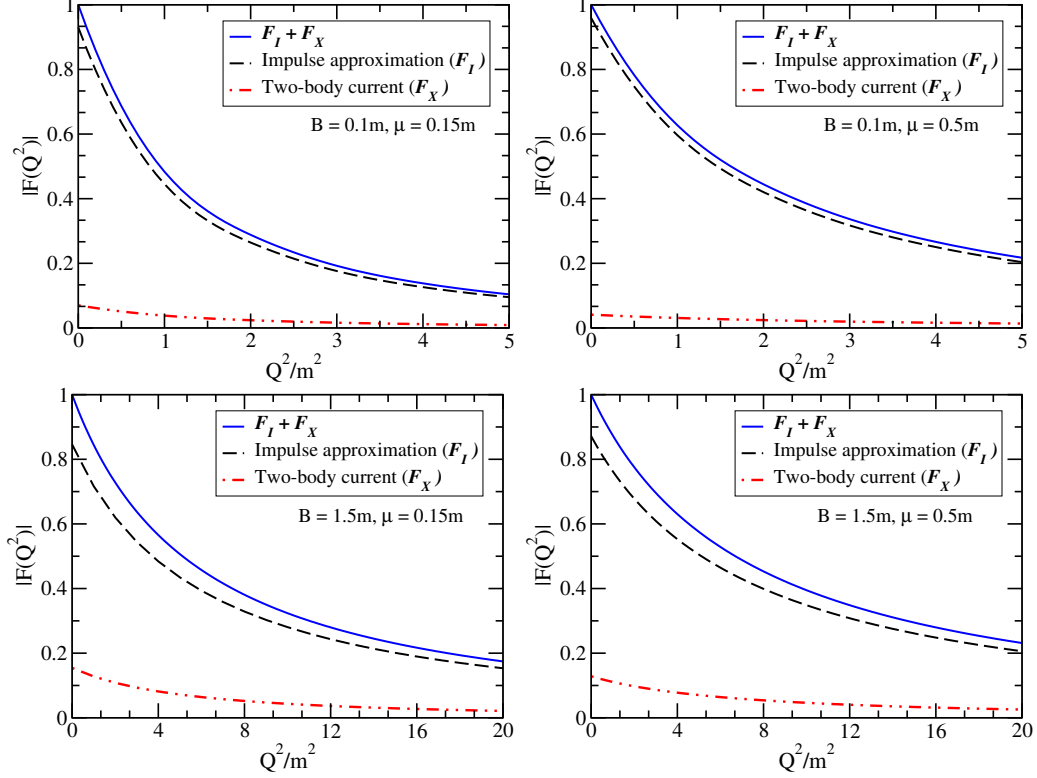 1
0.8
0.6
0.4
0.2
0
|F(Q²)|
F_I + F_X
Impulse approximation (F_I)
Two-body current (F_X)
B = 0.1m, μ = 0.15m
0 1 2 3 4 5
Q²/m²
1
0.8
0.6
0.4
0.2
0
|F(Q²)|
F_I + F_X
Impulse approximation (F_I)
Two-body current (F_X)
B = 0.1m, μ = 0.5m
0 1 2 3 4 5
Q²/m²
1
0.8
0.6
0.4
0.2
0
|F(Q²)|
F_I + F_X
Impulse approximation (F_I)
Two-body current (F_X)
B = 1.5m, μ = 0.15m
0 4 8 12 16 20
Q²/m²
1
0.8
0.6
0.4
0.2
0
|F(Q²)|
F_I + F_X
Impulse approximation (F_I)
Two-body current (F_X)
B = 1.5m, μ = 0.5m
0 4 8 12 16 20
Q²/m²